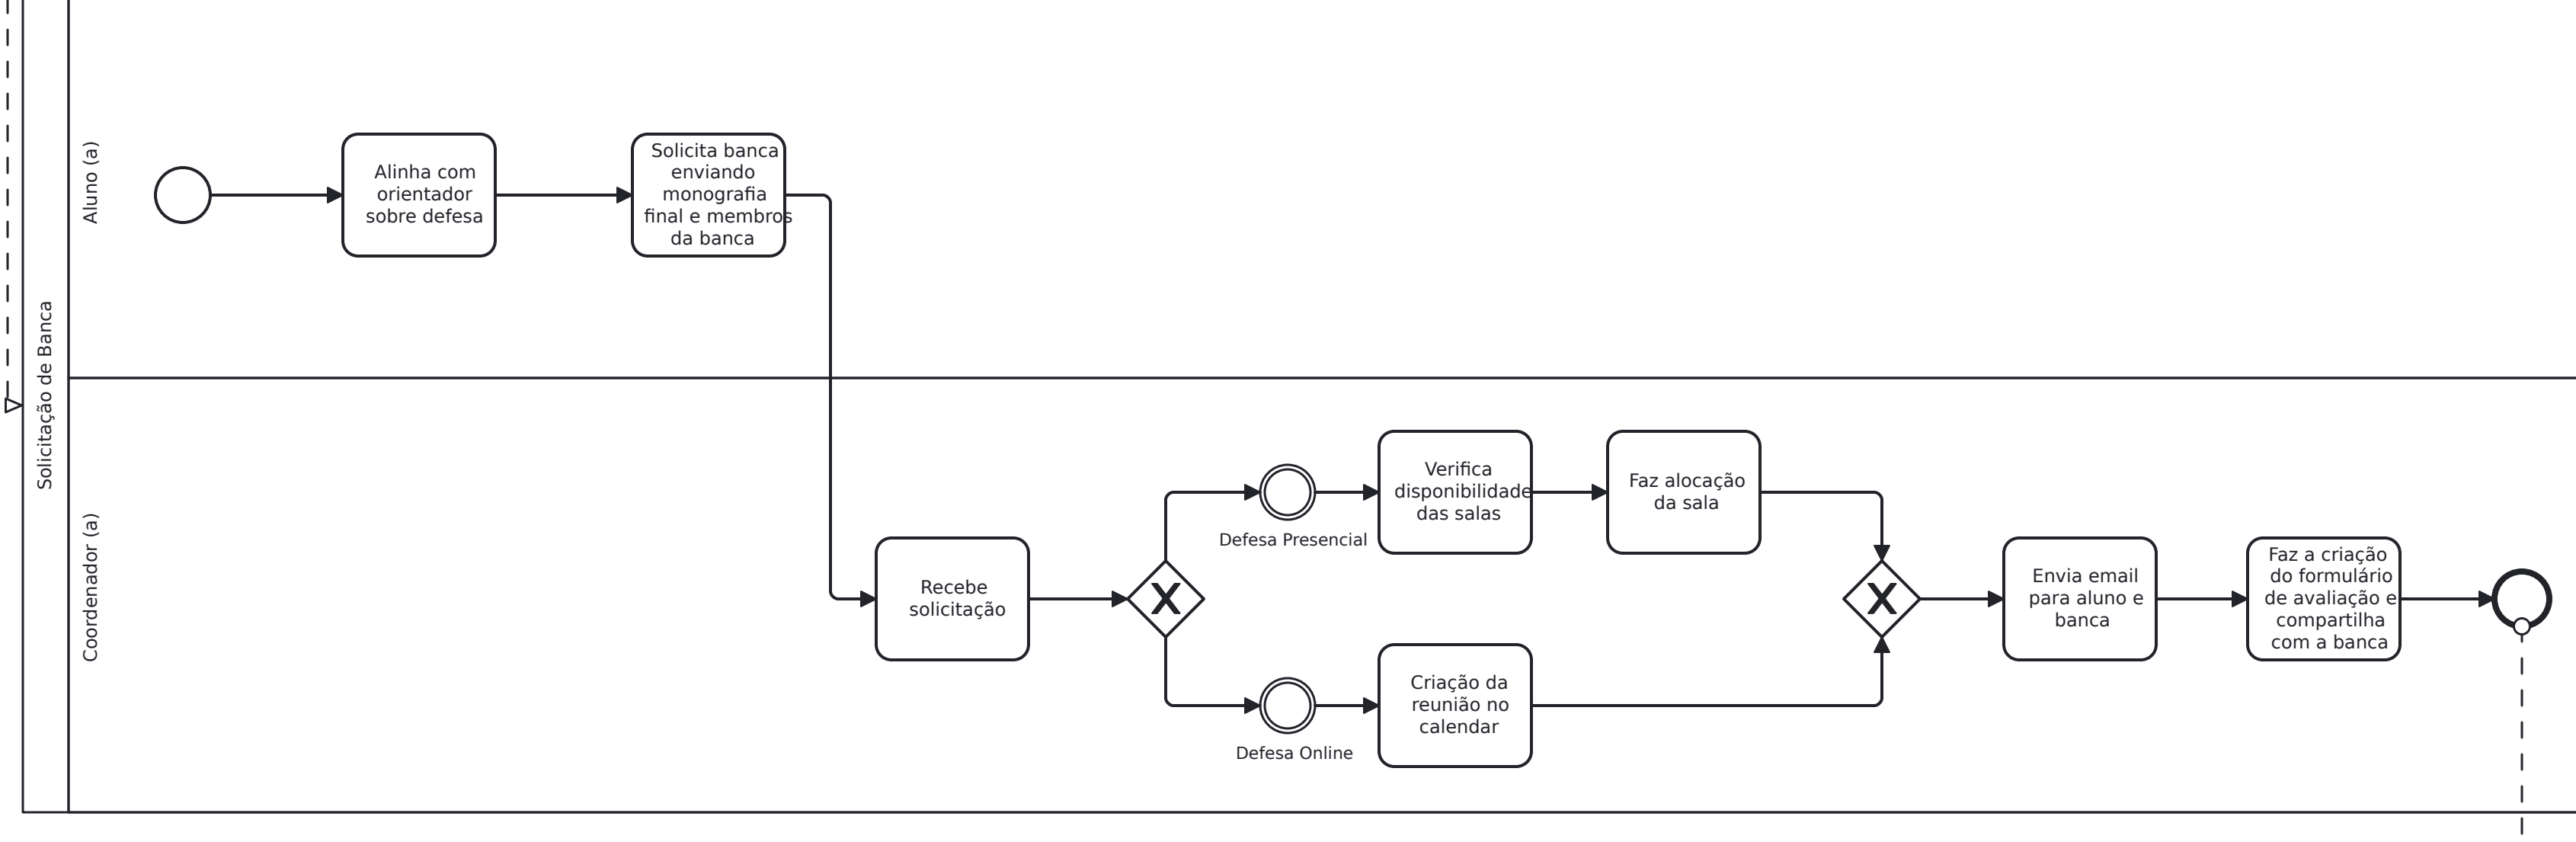 Solicitação de Banca
Aluno (a)
Alinha com
orientador
sobre defesa
Solicita banca
enviando
monografia
final e membros
da banca
Coordenador (a)
Recebe
solicitação
Defesa Presencial
Verifica
disponibilidade
das salas
Faz alocação
da sala
Defesa Online
Criação da
reunião no
calendar
Envia email
para aluno e
banca
Faz a criação
do formulário
de avaliação e
compartilha
com a banca